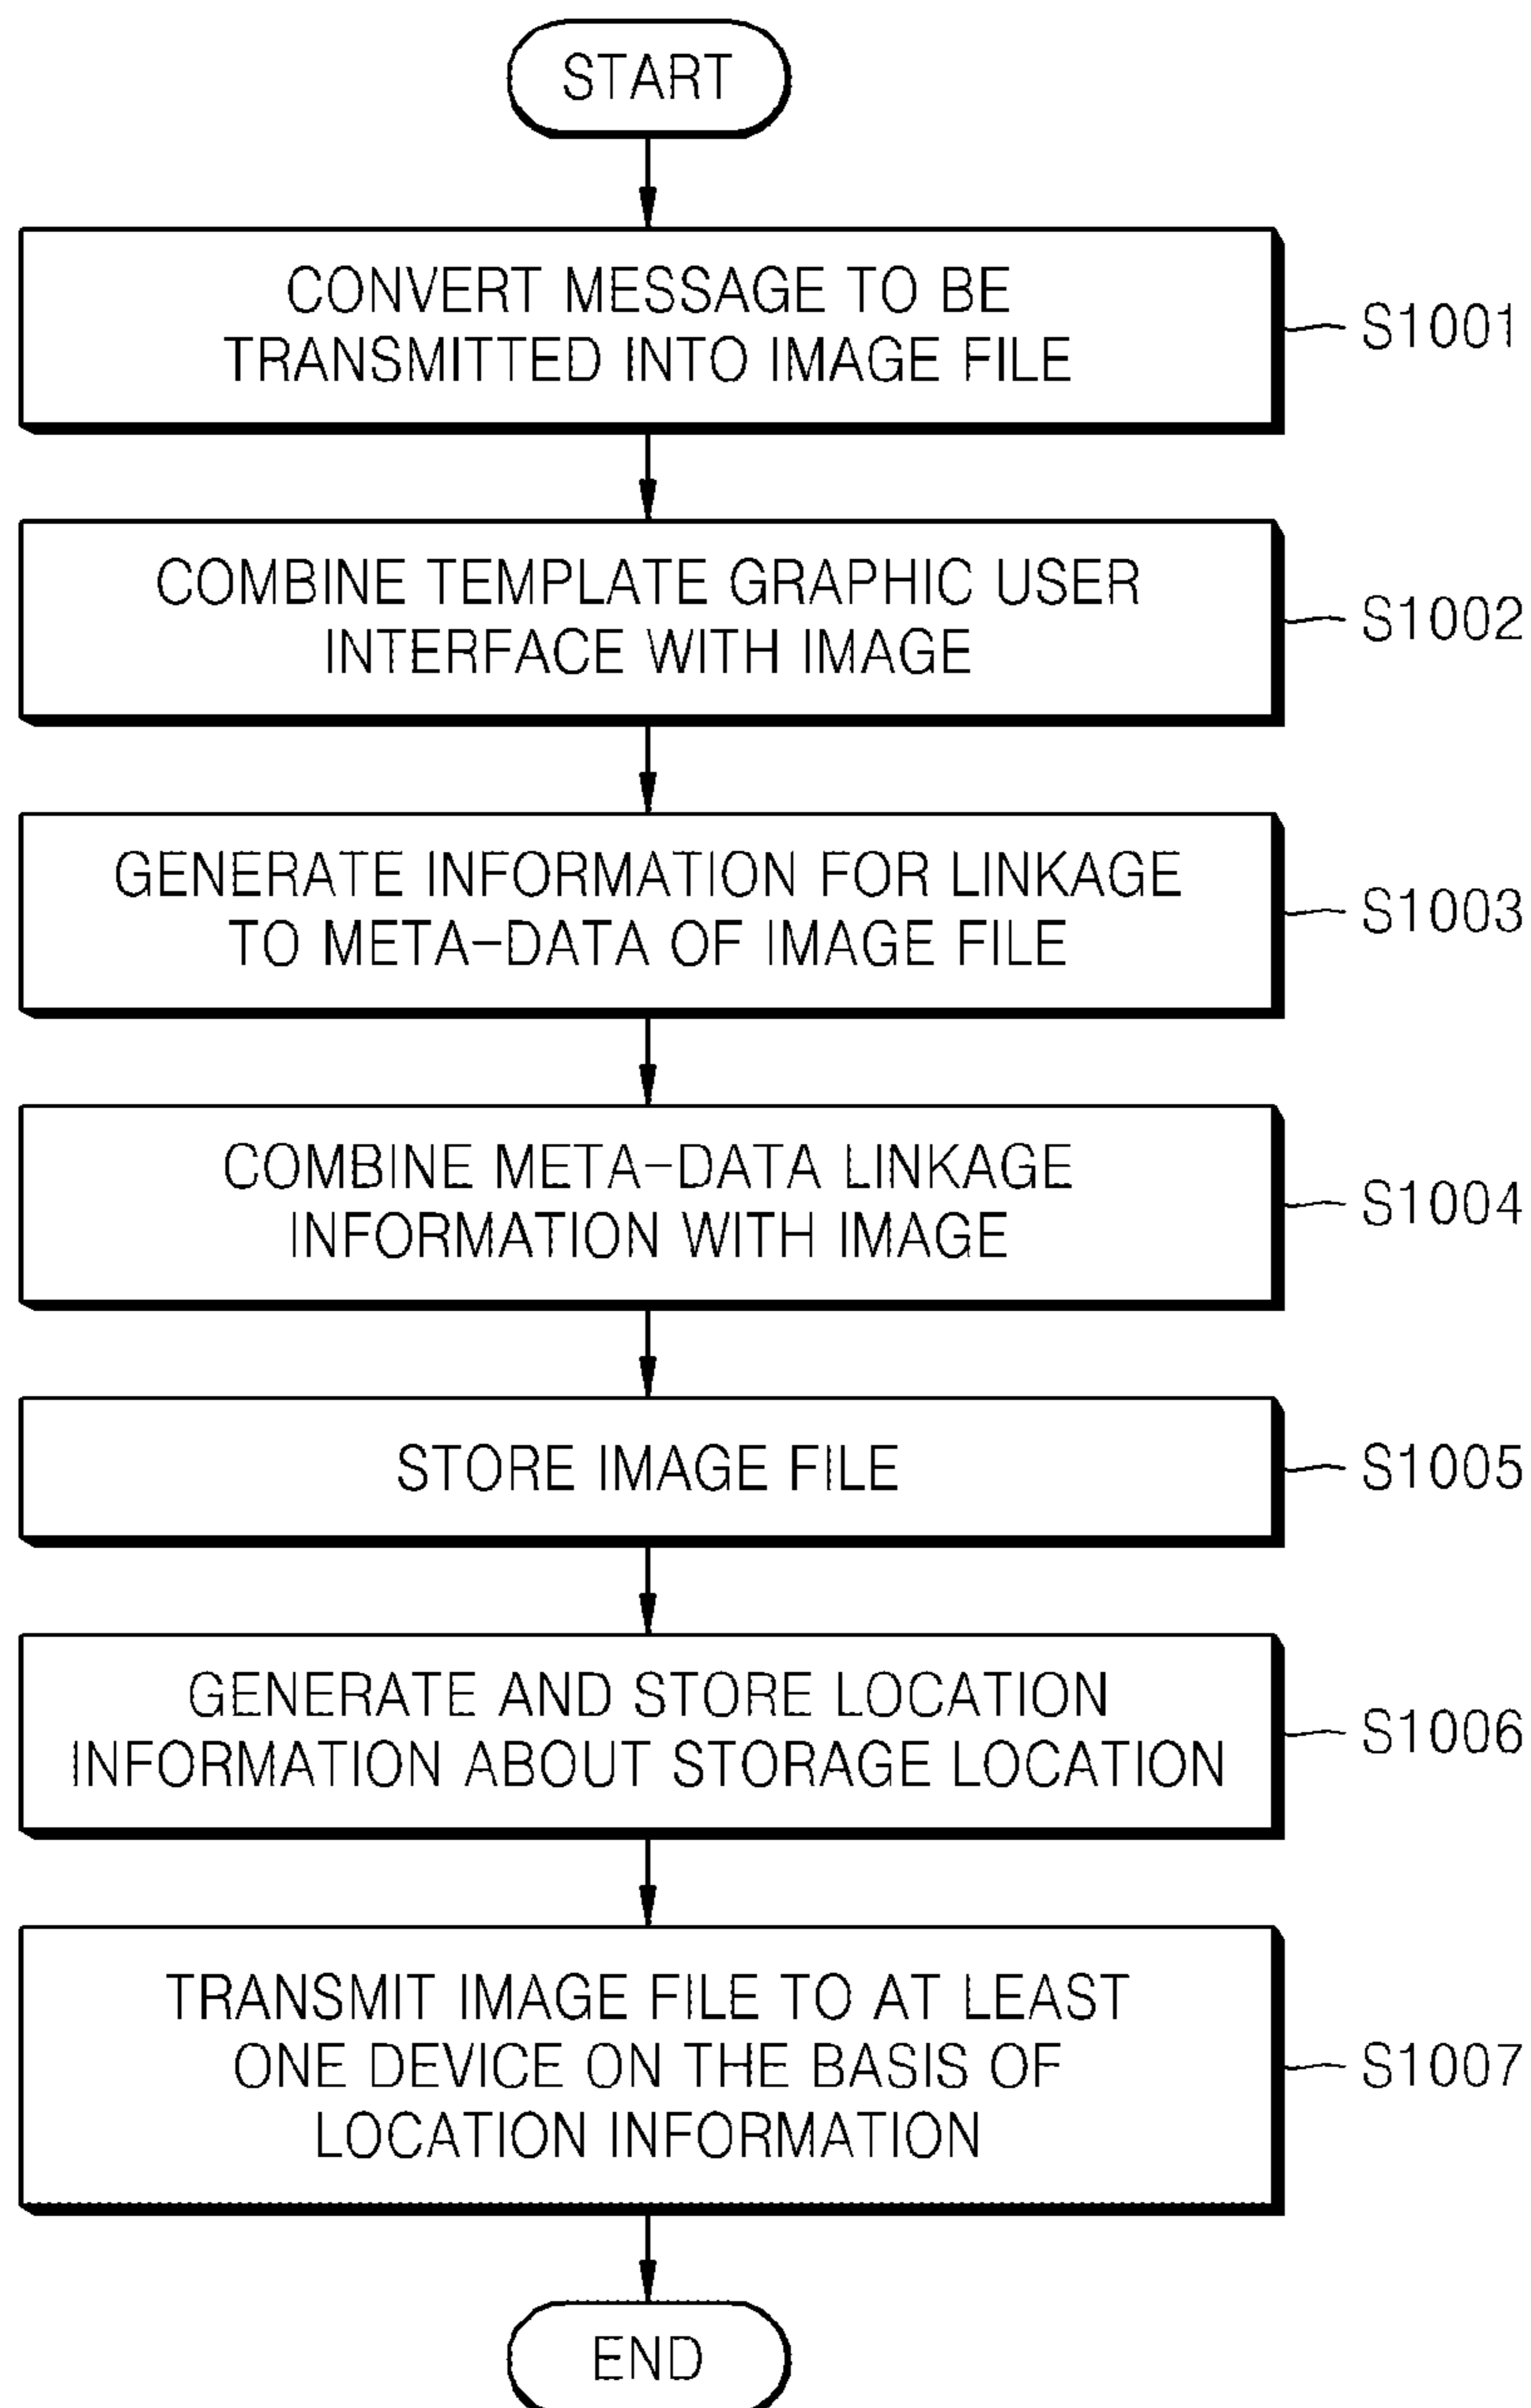 START
CONVERT MESSAGE TO BE
TRANSMITTED INTO IMAGE FILE
S1001
COMBINE TEMPLATE GRAPHIC USER
INTERFACE WITH IMAGE
S1002
GENERATE INFORMATION FOR LINKAGE
TO META-DATA OF IMAGE FILE
S1003
COMBINE META-DATA LINKAGE
INFORMATION WITH IMAGE
S1004
STORE IMAGE FILE
S1005
GENERATE AND STORE LOCATION
INFORMATION ABOUT STORAGE LOCATION
S1006
TRANSMIT IMAGE FILE TO AT LEAST
ONE DEVICE ON THE BASIS OF
LOCATION INFORMATION
S1007
END